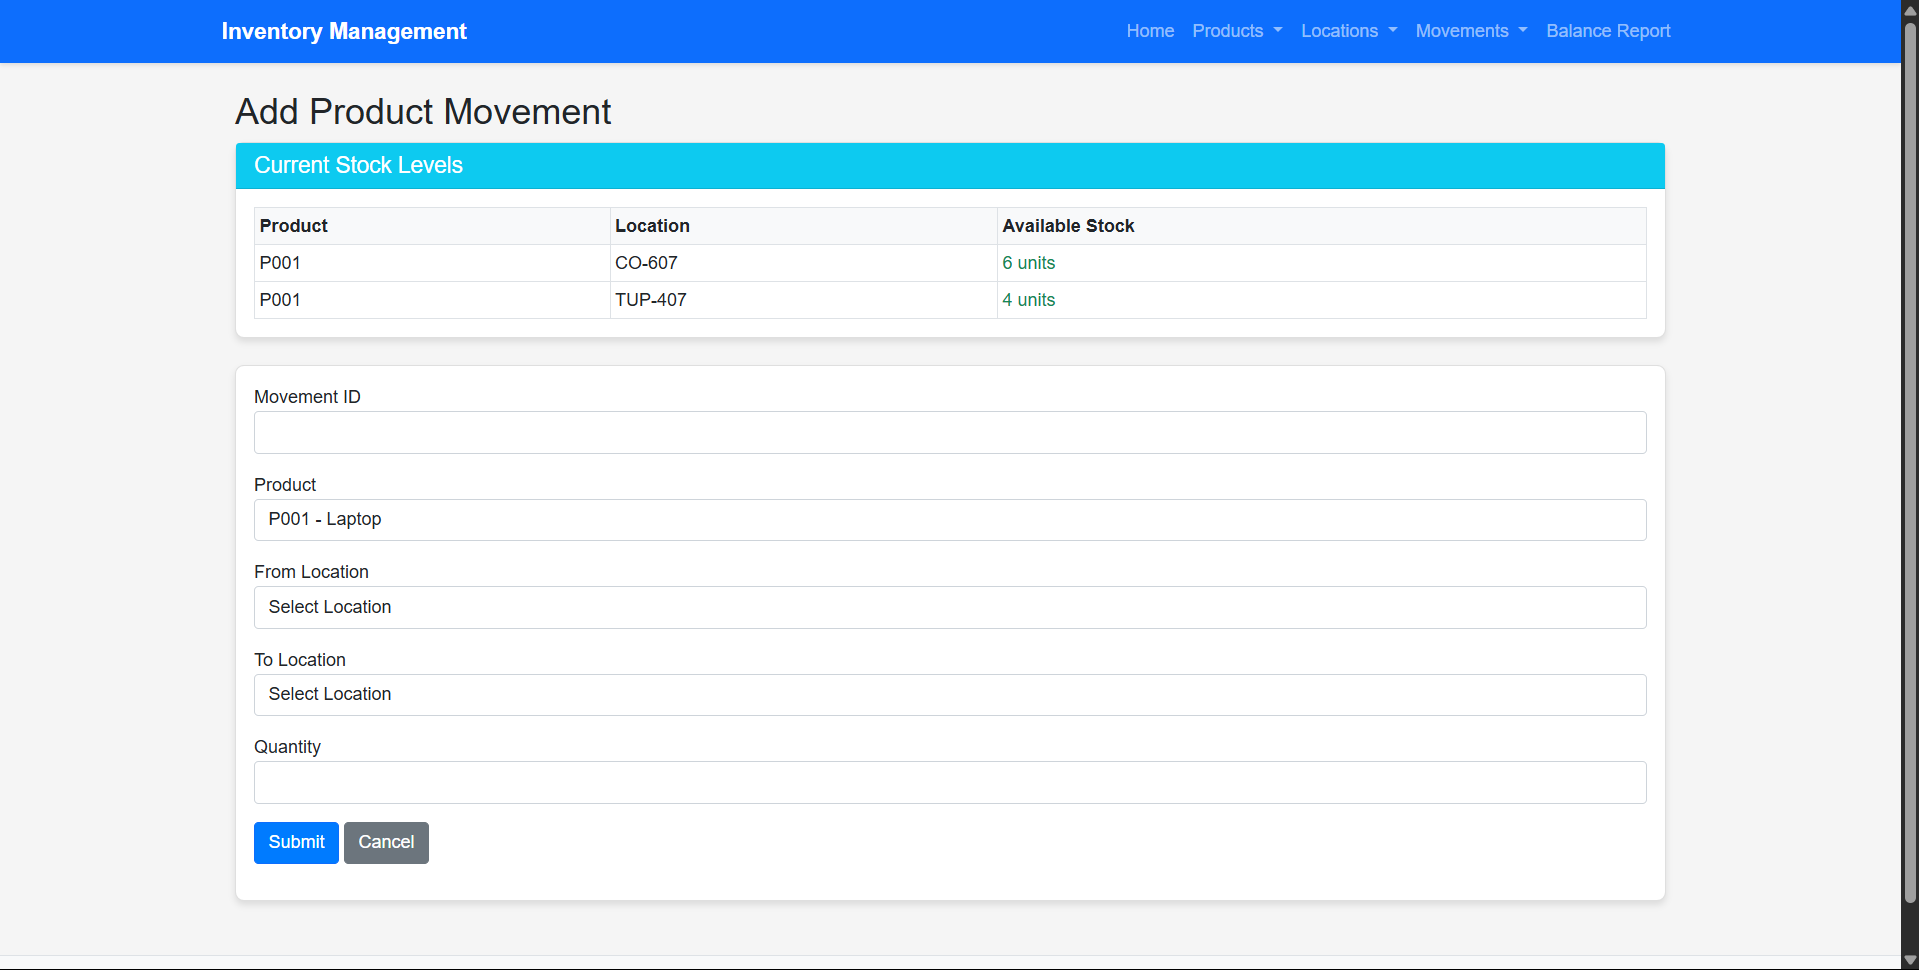 Inventory Management
Home Products Locations Movements Balance Report
Add Product Movement
Current Stock Levels
Product Location Available Stock
P001 CO-607 6 units
P001 TUP-407 4 units
Movement ID
Product
P001 - Laptop
From Location
Select Location
To Location
Select Location
Quantity
Submit Cancel